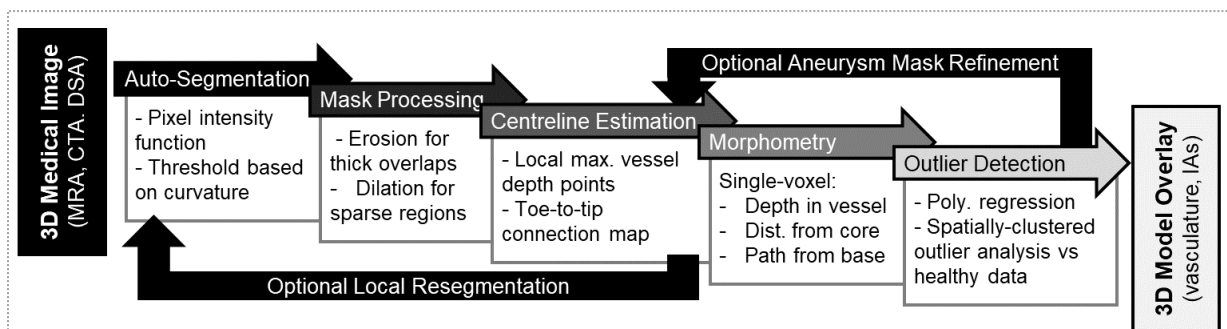 3D Medical Image
(MRA, CTA. DSA)
Auto-Segmentation
- Pixel intensity
function
- Threshold based
on curvature
Mask Processing
- Erosion for
thick overlaps
- Dilation for
sparse regions
Centreline Estimation
- Local max. vessel
depth points
- Toe-to-tip
connection map
Morphometry
Single-voxel:
- Depth in vessel
- Dist. from core
- Path from base
Outlier Detection
- Poly. regression
- Spatially-clustered
outlier analysis vs
healthy data
Optional Aneurysm Mask Refinement
Optional Local Resegmentation
3D Model Overlay
(vasculature, IAs)